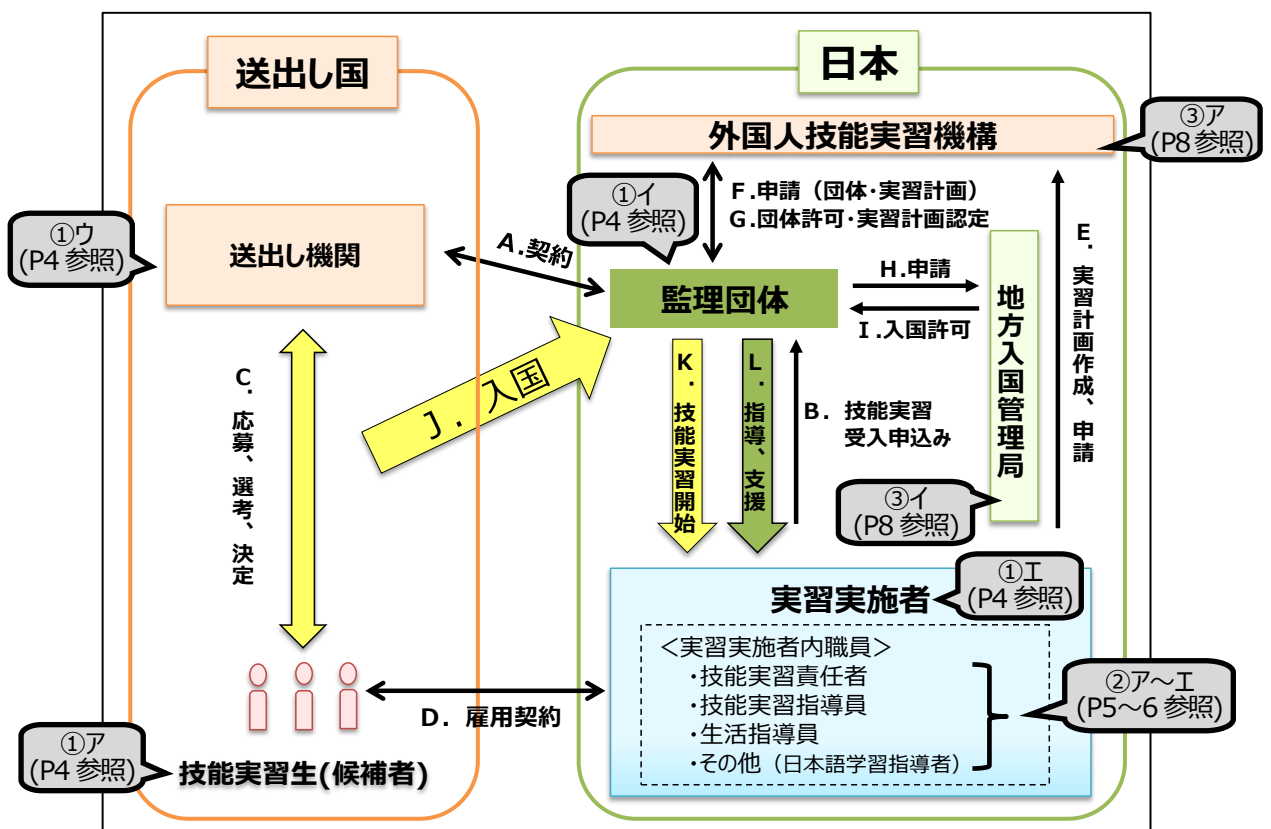 送出し国
日本
外国人技能実習機構
③ア
(P8 参照)
①イ
(P4 参照)
F.申請（団体・実習計画）
G.団体許可・実習計画認定
①ウ
(P4 参照)
送出し機関
A.契約
監理団体
H.申請
I.入国許可
地方入国管理局
E．実習計画作成、申請
C．応募、選考、決定
J．入国
K．技能実習開始
L．指導、支援
B．技能実習
受入申込み
③イ
(P8 参照)
実習実施者
①エ
(P4 参照)
＜実習実施者内職員＞
・技能実習責任者
・技能実習指導員
・生活指導員
・その他（日本語学習指導者）
②ア～エ
(P5～6 参照)
D．雇用契約
①ア
(P4 参照)
技能実習生(候補者)